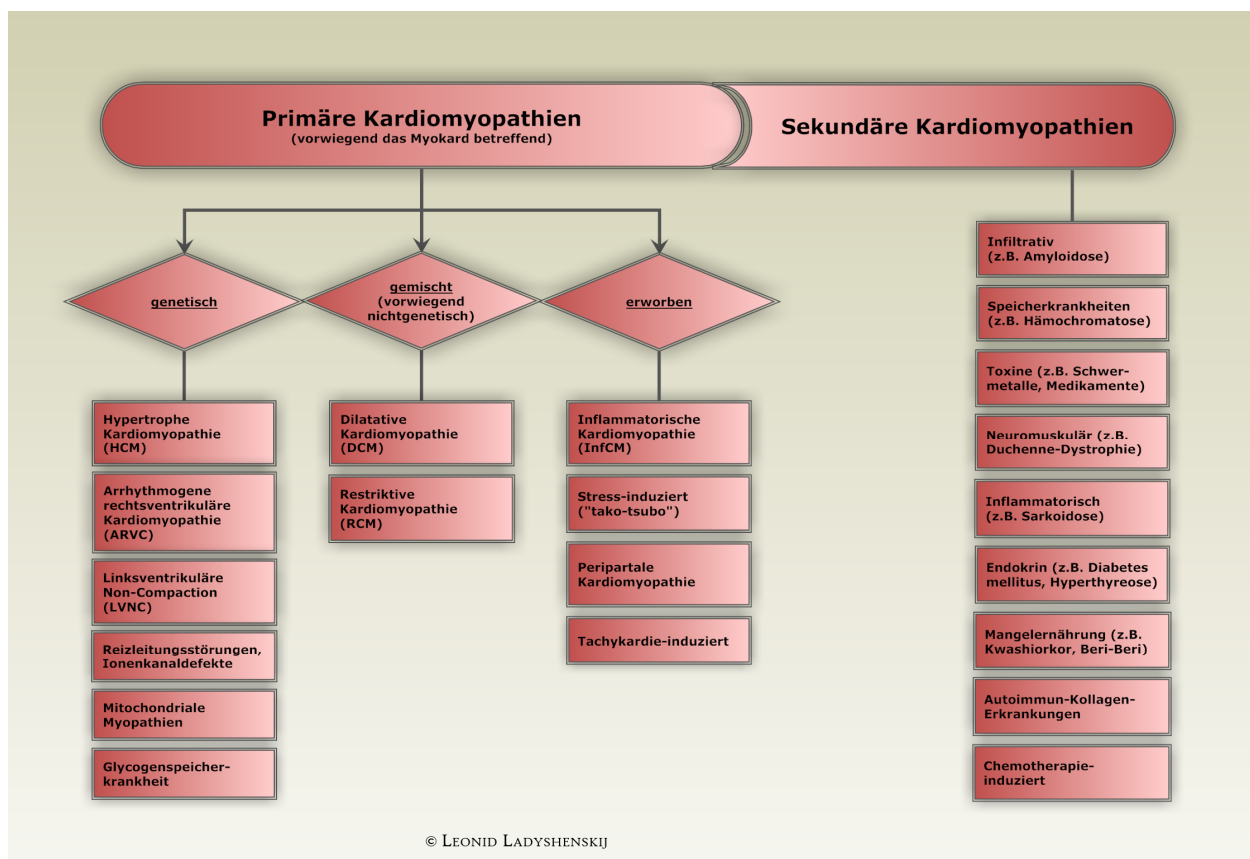 Primäre Kardiomyopathien
(vorwiegend das Myokard betreffend)
Sekundäre Kardiomyopathien
genetisch
gemischt
(vorwiegend
nichtgenetisch)
erworben
Hypertrophe
Kardiomyopathie
(HCM)
Arrhythmogene
rechtsventrikuläre
Kardiomyopathie
(ARVC)
Linksventrikuläre
Non-Compaction
(LVNC)
Reizleitungsstörungen,
Ionenkanaldefekte
Mitochondriale
Myopathien
Glycogenspeicher-
krankheit
Dilatative
Kardiomyopathie
(DCM)
Restriktive
Kardiomyopathie
(RCM)
Inflammatorische
Kardiomyopathie
(InfCM)
Stress-induziert
("tako-tsubo")
Peripartale
Kardiomyopathie
Tachykardie-induziert
Infiltrativ
(z.B. Amyloidose)
Speicherkrankheiten
(z.B. Hämochromatose)
Toxine (z.B. Schwer-
metalle, Medikamente)
Neuromuskulär (z.B.
Duchenne-Dystrophie)
Inflammatorisch
(z.B. Sarkoidose)
Endokrin (z.B. Diabetes
mellitus, Hyperthyreose)
Mangelernährung (z.B.
Kwashiorkor, Beri-Beri)
Autoimmun-Kollagen-
Erkrankungen
Chemotherapie-
induziert
© Leonid Ladyshenskij